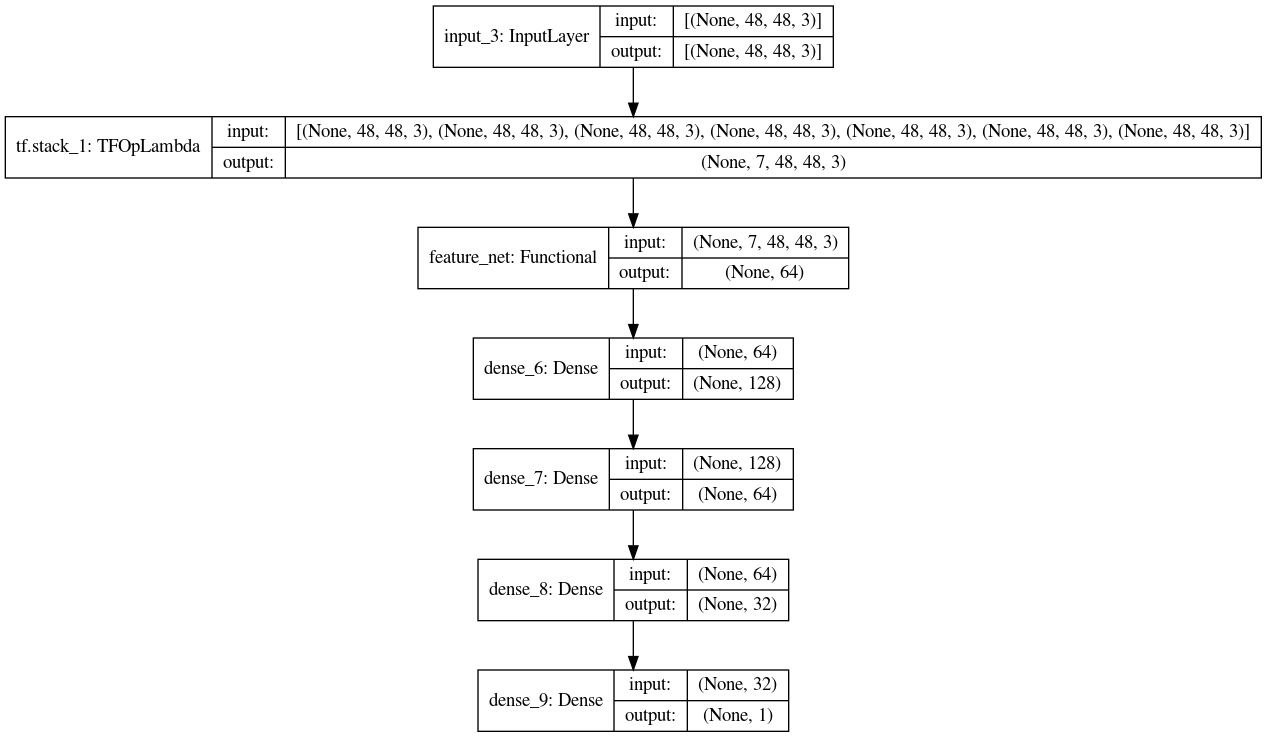 input_3: InputLayer
input: [(None, 48, 48, 3)]
output: [(None, 48, 48, 3)]
tf.stack_1: TFOpLambda
input: [(None, 48, 48, 3), (None, 48, 48, 3), (None, 48, 48, 3), (None, 48, 48, 3), (None, 48, 48, 3), (None, 48, 48, 3), (None, 48, 48, 3)]
output: (None, 7, 48, 48, 3)
feature_net: Functional
input: (None, 7, 48, 48, 3)
output: (None, 64)
dense_6: Dense
input: (None, 64)
output: (None, 128)
dense_7: Dense
input: (None, 128)
output: (None, 64)
dense_8: Dense
input: (None, 64)
output: (None, 32)
dense_9: Dense
input: (None, 32)
output: (None, 1)